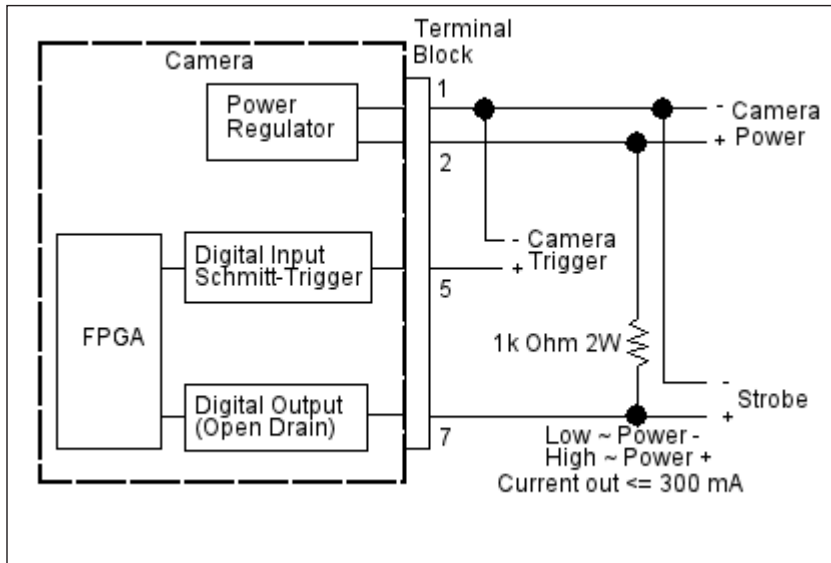 Terminal
Block
Camera
Power
Regulator
1
2
- Camera
+ Power
Digital Input
Schmitt-Trigger
5
- Camera
+ Trigger
FPGA
1k Ohm 2W
Digital Output
(Open Drain)
7
-
+
Strobe
Low ~ Power -
High ~ Power +
Current out <= 300 mA